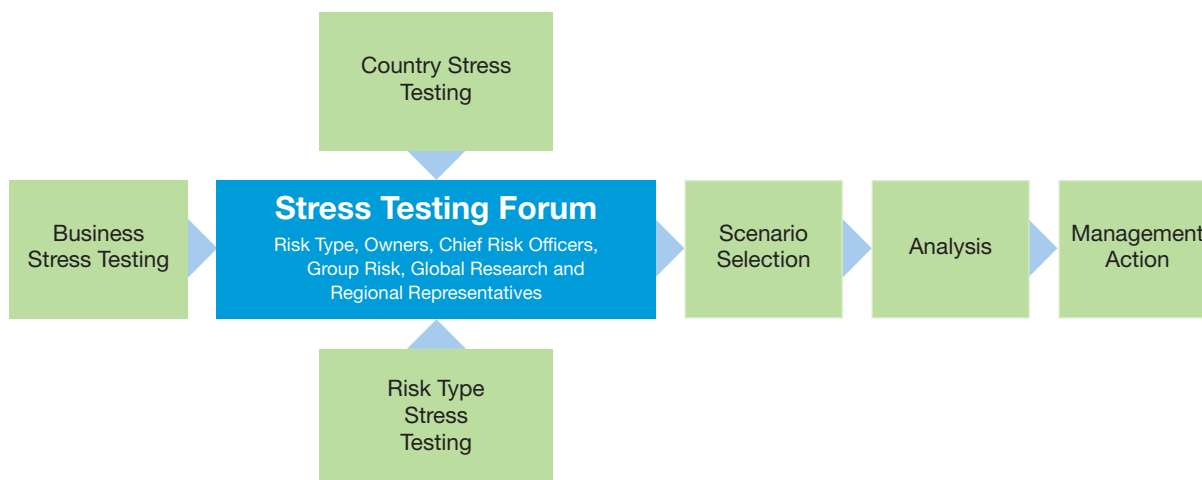 Country Stress
Testing
Business
Stress Testing
Stress Testing Forum
Risk Type, Owners, Chief Risk Officers,
Group Risk, Global Research and
Regional Representatives
Scenario
Selection
Analysis
Management
Action
Risk Type
Stress
Testing